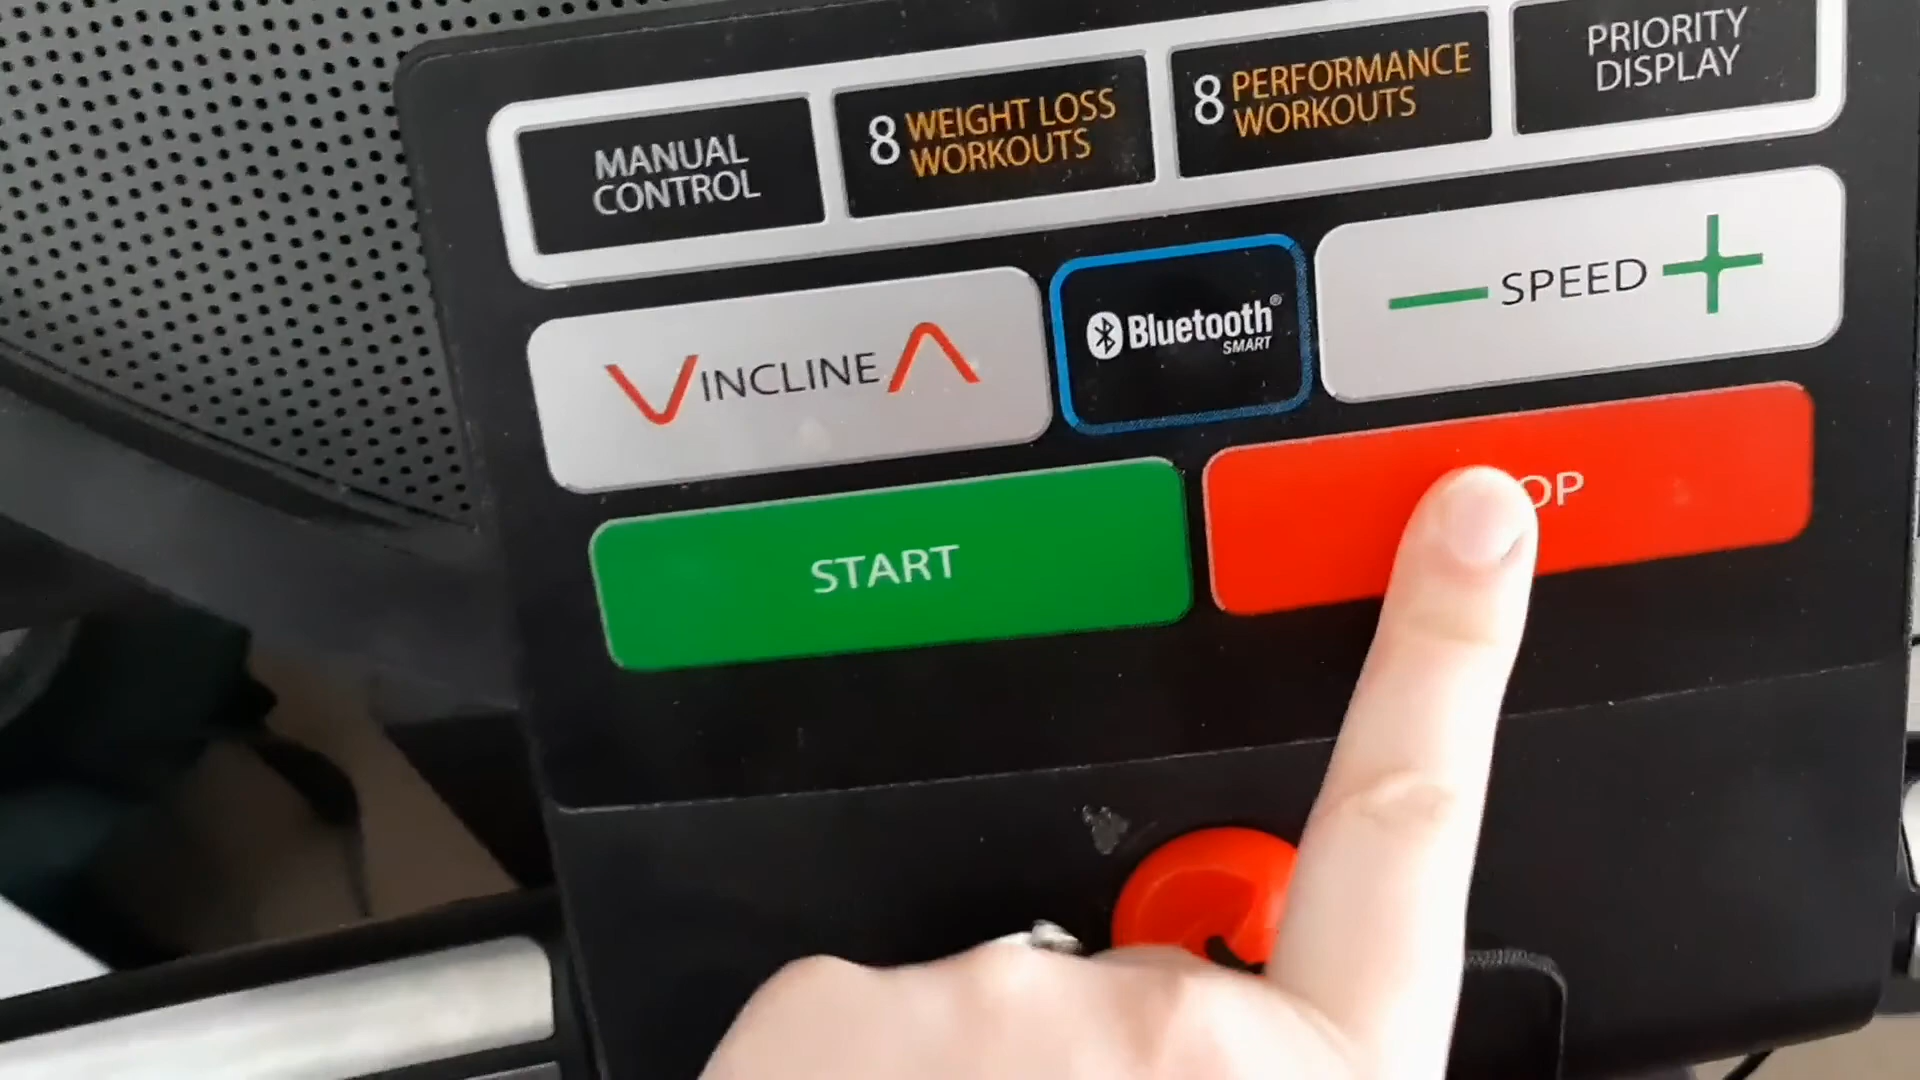 MANUAL
CONTROL
8 WEIGHT LOSS
WORKOUTS
8 PERFORMANCE
WORKOUTS
PRIORITY
DISPLAY
INCLINE
Bluetooth®
SMART
— SPEED +
START
OP